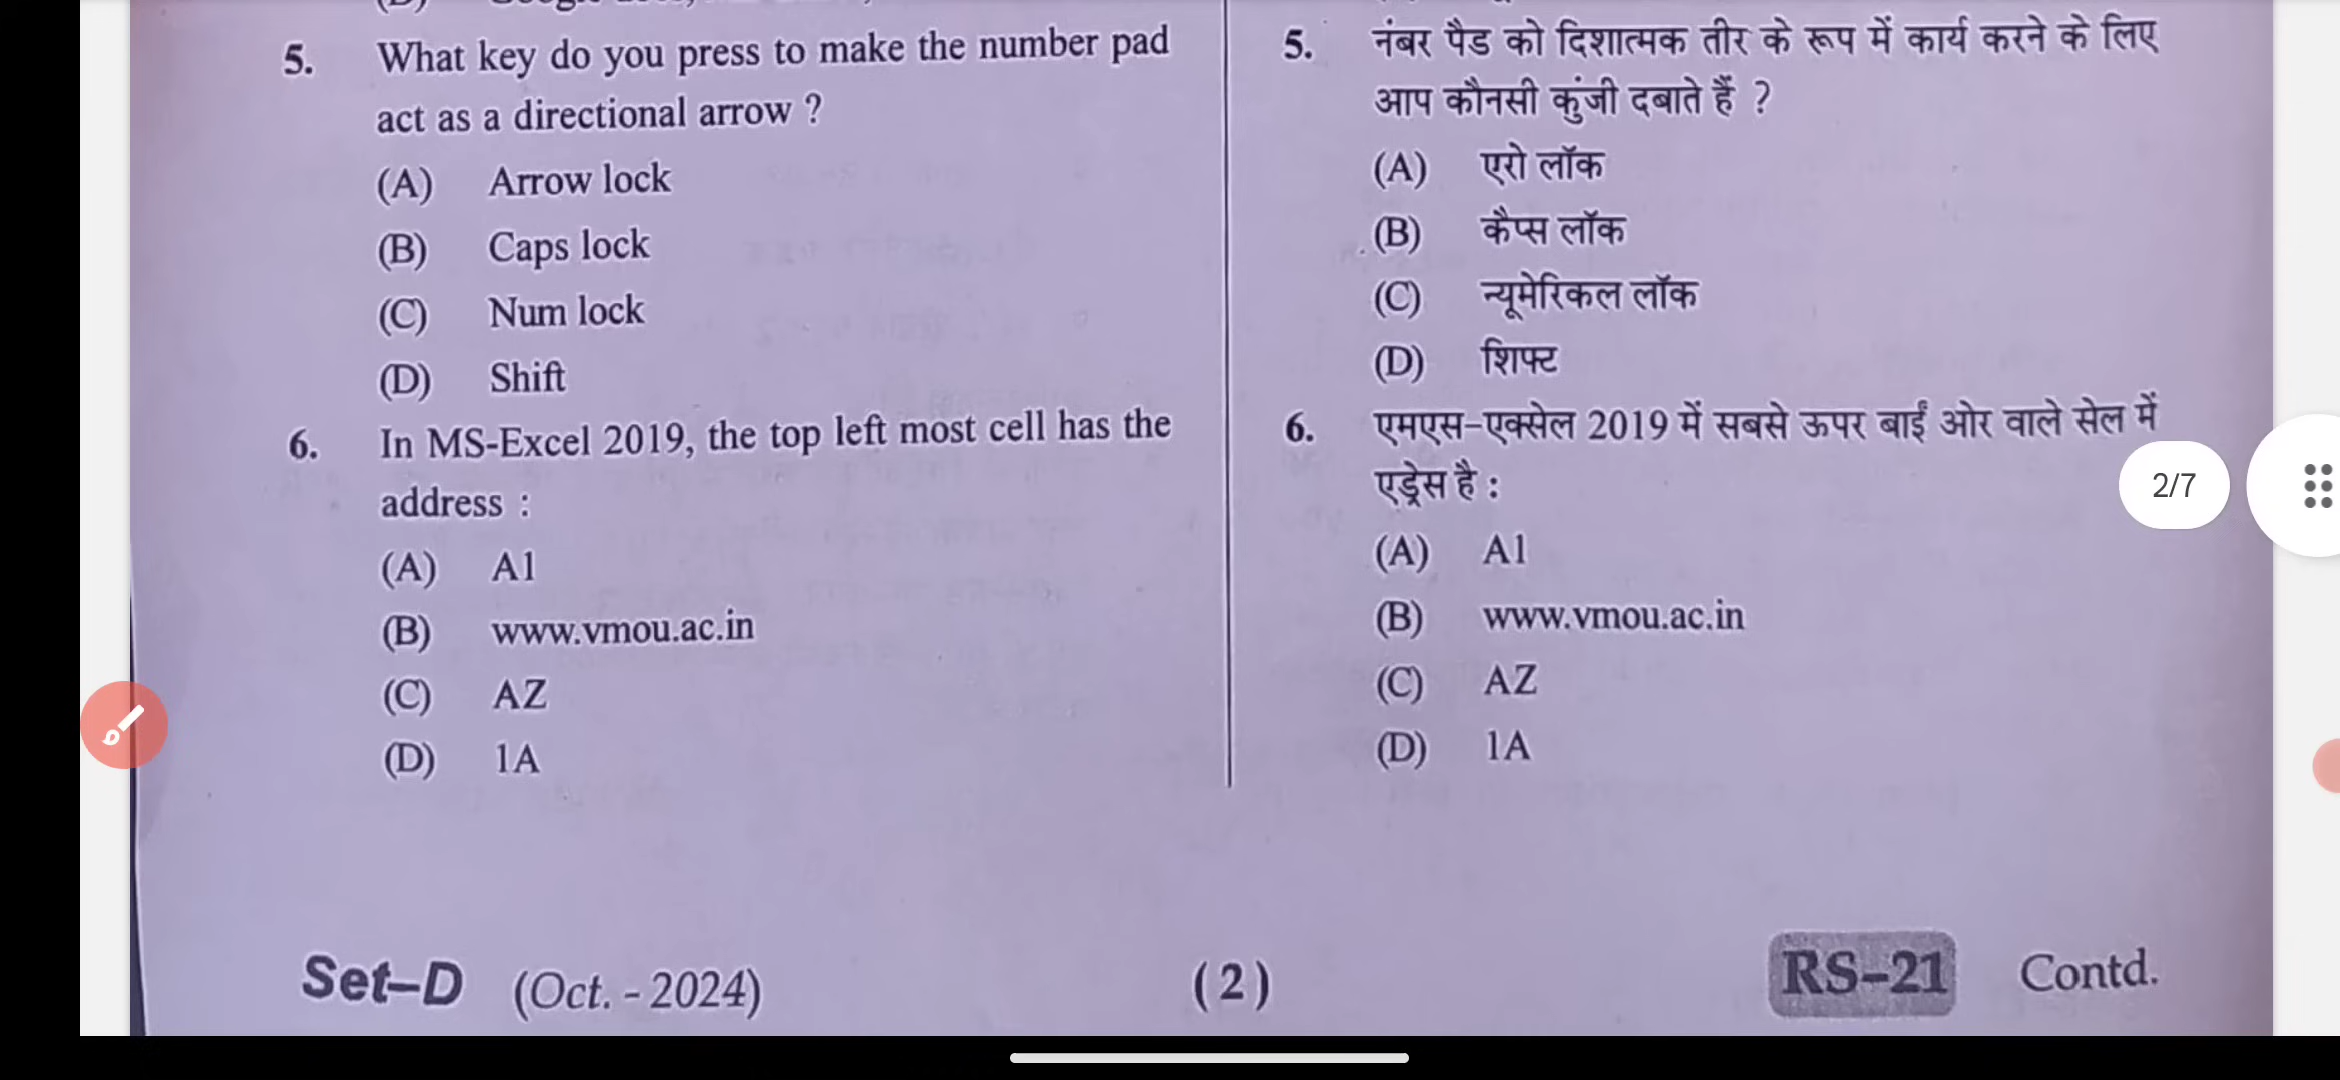 5. What key do you press to make the number pad
act as a directional arrow ?
(A) Arrow lock
(B) Caps lock
(C) Num lock
(D) Shift
6. In MS-Excel 2019, the top left most cell has the
address :
(A) A1
(B) www.vmou.ac.in
(C) AZ
(D) 1A
5. नंबर पैड को दिशात्मक तीर के रूप में कार्य करने के लिए
आप कौनसी कुंजी दबाते हैं ?
(A) एरो लॉक
(B) कैप्स लॉक
(C) न्यूमेरिकल लॉक
(D) शिफ्ट
6. एमएस-एक्सेल 2019 में सबसे ऊपर बाईं ओर वाले सेल में
एड्रेस है :
(A) A1
(B) www.vmou.ac.in
(C) AZ
(D) 1A
2/7
Set-D (Oct. - 2024) (2) RS-21 Contd.